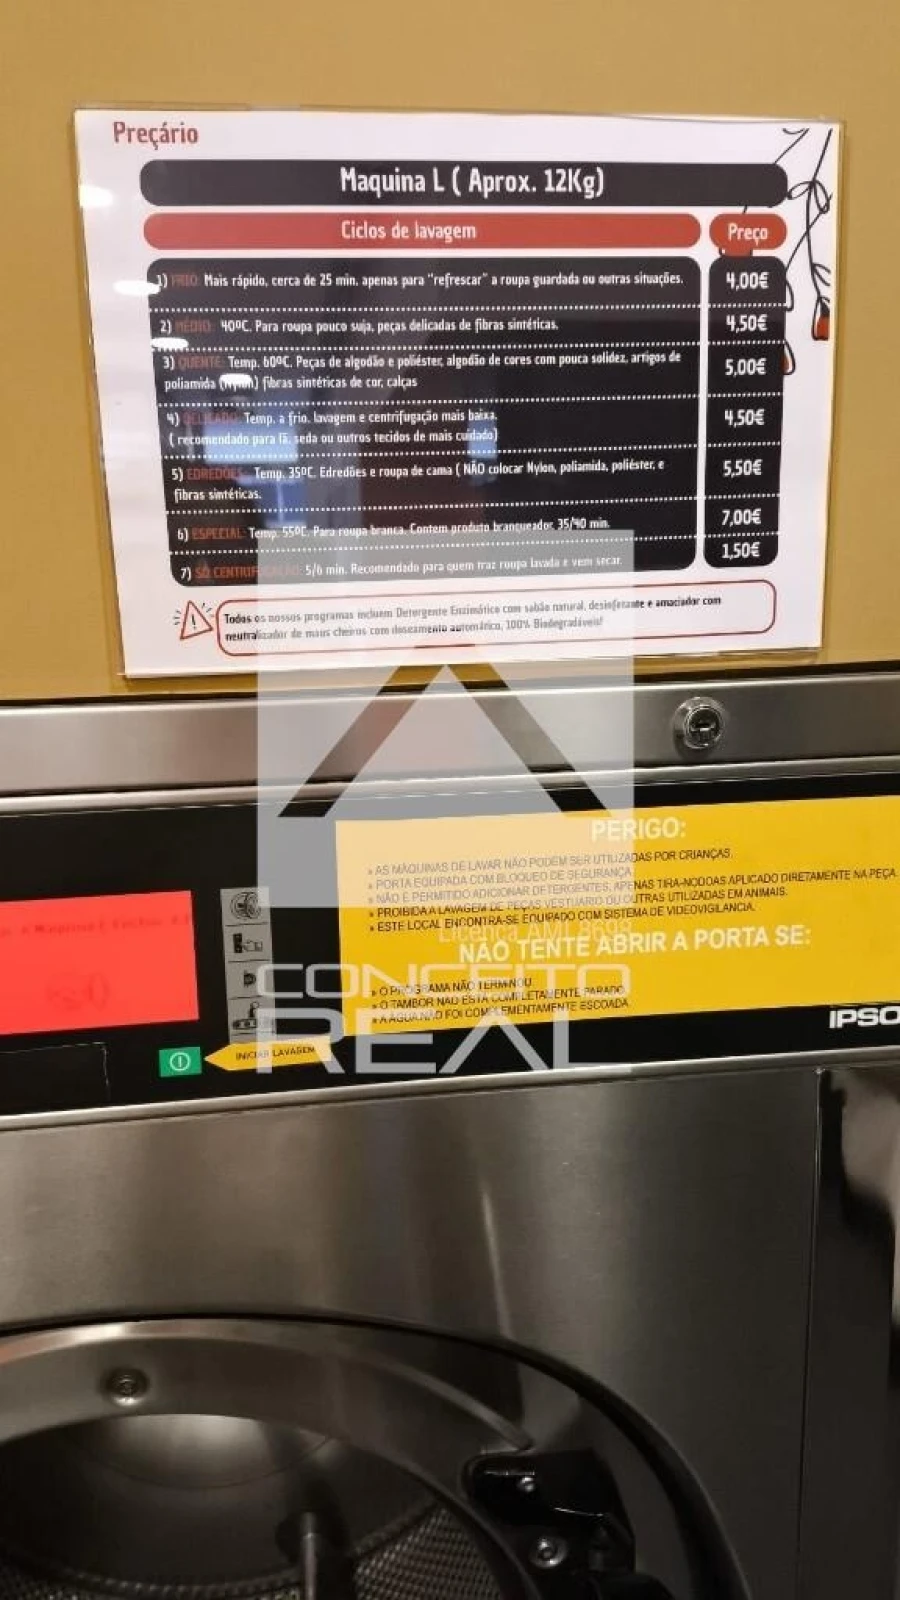 Preçário
Maquina L ( Aprox. 12Kg)
Ciclos de lavagem
Preço
1) FRIO: Mais rápido, cerca de 25 min. apenas para "refrescar" a roupa guardada ou outras situações.
4,00€
2) MÉDIO: 40ºC. Para roupa pouco suja, peças delicadas de fibras sintéticas.
4,50€
3) QUENTE: Temp. 60ºC. Peças de algodão e poliéster, algodão de cores com pouca solidez, artigos de
poliamida (Nylon) fibras sintéticas de cor, calças
5,00€
4) DELICADO: Temp. a frio. lavagem e centrifugação mais baixa.
( recomendado para lã, seda ou outros tecidos de mais cuidado)
4,50€
5) EDREDÕES: Temp. 35ºC. Edredões e roupa de cama ( NÃO colocar Nylon, poliamida, poliéster, e
fibras sintéticas.
5,50€
6) ESPECIAL: Temp. 55ºC. Para roupa branca. Contem produto branqueador. 35/40 min.
7,00€
7) SÓ CENTRIFUGAÇÃO: 5/6 min. Recomendado para quem traz roupa lavada e vem secar.
1,50€
Todos os nossos programas incluem Detergente Enzimático com sabão natural, desinfetante e amaciador com
neutralizador de maus cheiros com doseamento automático, 100% Biodegradáveis!
PERIGO:
» AS MÁQUINAS DE LAVAR NÃO PODEM SER UTILIZADAS POR CRIANÇAS.
» PORTA EQUIPADA COM BLOQUEO DE SEGURANÇA
» NÃO É PERMITIDO ADICIONAR DETERGENTES, APENAS TIRA-NODOAS APLICADO DIRETAMENTE NA PEÇA.
» PROIBIDA A LAVAGEM DE PEÇAS VESTUÁRIO OU OUTRAS UTILIZADAS EM ANIMAIS.
» ESTE LOCAL ENCONTRA-SE EQUIPADO COM SISTEMA DE VIDEOVIGILANCIA.
Licença AMI 8698
NÃO TENTE ABRIR A PORTA SE:
» O PROGRAMA NÃO TERMINOU.
» O TAMBOR NÃO ESTÁ COMPLETAMENTE PARADO.
» A ÁGUA NÃO FOI COMPLEMENTAMENTE ESCOADA.
CONCEITO
REAL
IPSO
INICIAR LAVAGEM